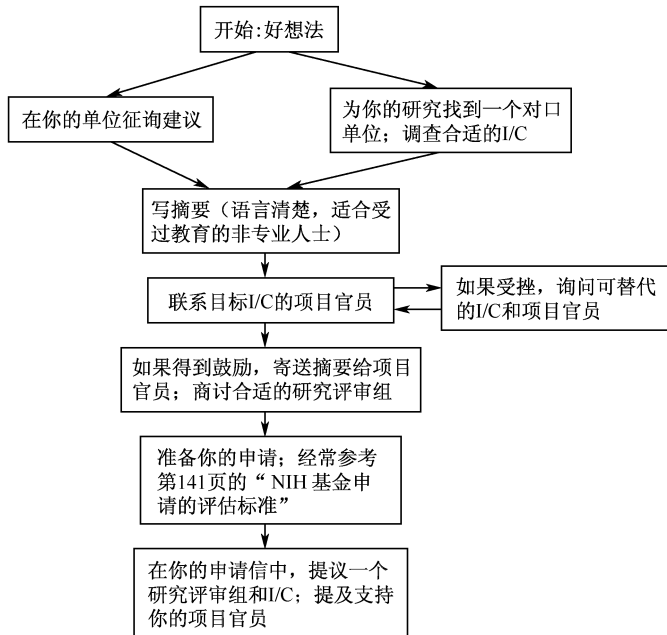 开始:好想法
在你的单位征询建议
为你的研究找到一个对口
单位；调查合适的I/C
写摘要（语言清楚，适合受
过教育的非专业人士）
联系目标I/C的项目官员
如果受挫，询问可替代
的I/C和项目官员
如果得到鼓励，寄送摘要给项目
官员；商讨合适的研究评审组
准备你的申请；经常参考
第141页的“ NIH 基金申
请的评估标准”
在你的申请信中，提议一个
研究评审组和I/C；提及支持
你的项目官员